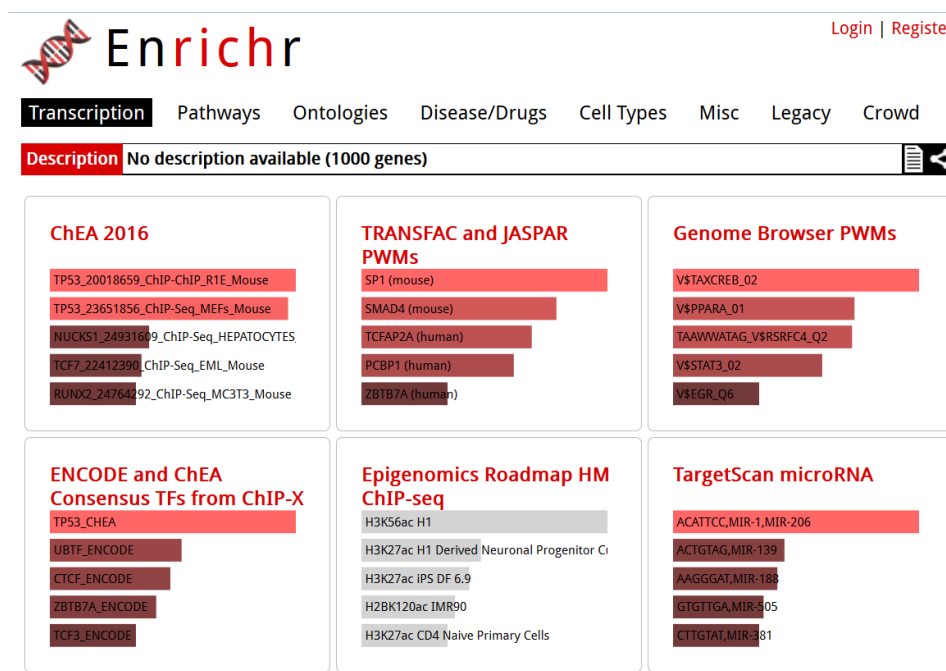 Login | Registe
Enrichr
Transcription Pathways Ontologies Disease/Drugs Cell Types Misc Legacy Crowd
Description No description available (1000 genes)
ChEA 2016
TP53_20018659_ChIP-ChIP_R1E_Mouse
TP53_23651856_ChIP-Seq_MEFs_Mouse
NUCKS1_24931609_ChIP-Seq_HEPATOCYTES_
TCF7_22412390_ChIP-Seq_EML_Mouse
RUNX2_24764292_ChIP-Seq_MC3T3_Mouse
TRANSFAC and JASPAR
PWMs
SP1 (mouse)
SMAD4 (mouse)
TCFAP2A (human)
PCBP1 (human)
ZBTB7A (human)
Genome Browser PWMs
V$TAXCREB_02
V$PPARA_01
TAAWWATAG_V$RSRFC4_Q2
V$STAT3_02
V$EGR_Q6
ENCODE and ChEA
Consensus TFs from ChIP-X
TP53_CHEA
UBTF_ENCODE
CTCF_ENCODE
ZBTB7A_ENCODE
TCF3_ENCODE
Epigenomics Roadmap HM
ChIP-seq
H3K56ac H1
H3K27ac H1 Derived Neuronal Progenitor Cu
H3K27ac iPS DF 6.9
H2BK120ac IMR90
H3K27ac CD4 Naive Primary Cells
TargetScan microRNA
ACATTCC,MIR-1,MIR-206
ACTGTAG,MIR-139
AAGGGAT,MIR-188
GTGTTGA,MIR-505
CTTGTAT,MIR-381